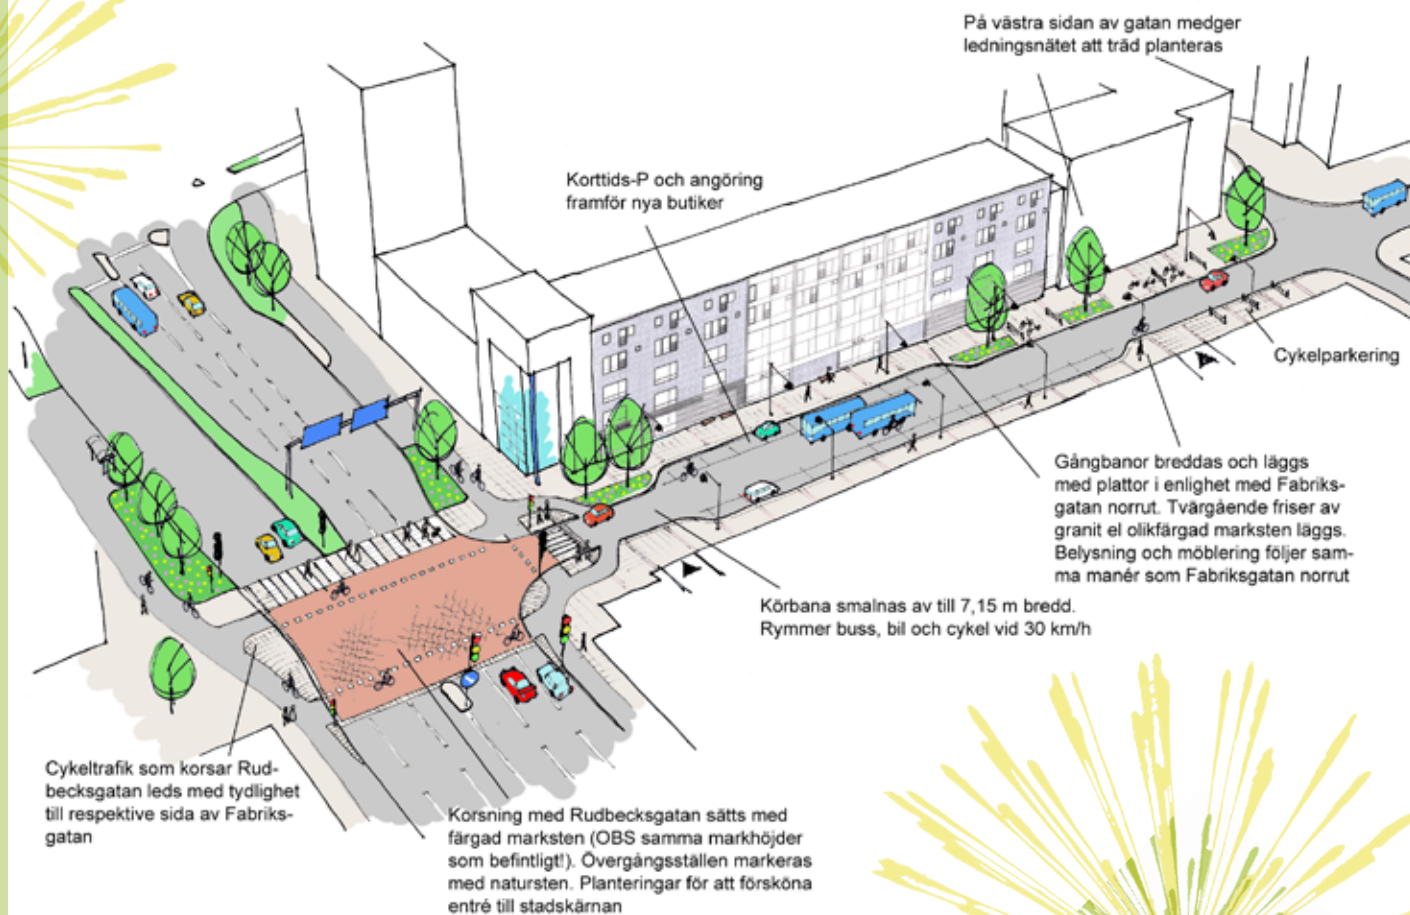 På västra sidan av gatan medger
ledningsnätet att träd planteras
Korttids-P och angöring
framför nya butiker
Cykelparkering
Gångbanor breddas och läggs
med plattor i enlighet med Fabriks-
gatan norrut. Tvärgående friser av
granit el olikfärgad marksten läggs.
Belysning och möblering följer sam-
ma manér som Fabriksgatan norrut
Körbana smalnas av till 7,15 m bredd.
Rymmer buss, bil och cykel vid 30 km/h
Cykeltrafik som korsar Rud-
becksgatan leds med tydlighet
till respektive sida av Fabriks-
gatan
Korsning med Rudbecksgatan sätts med
färgad marksten (OBS samma markhöjder
som befintligt!). Övergångsställen markeras
med natursten. Planteringar för att försköna
entré till stadskärnan